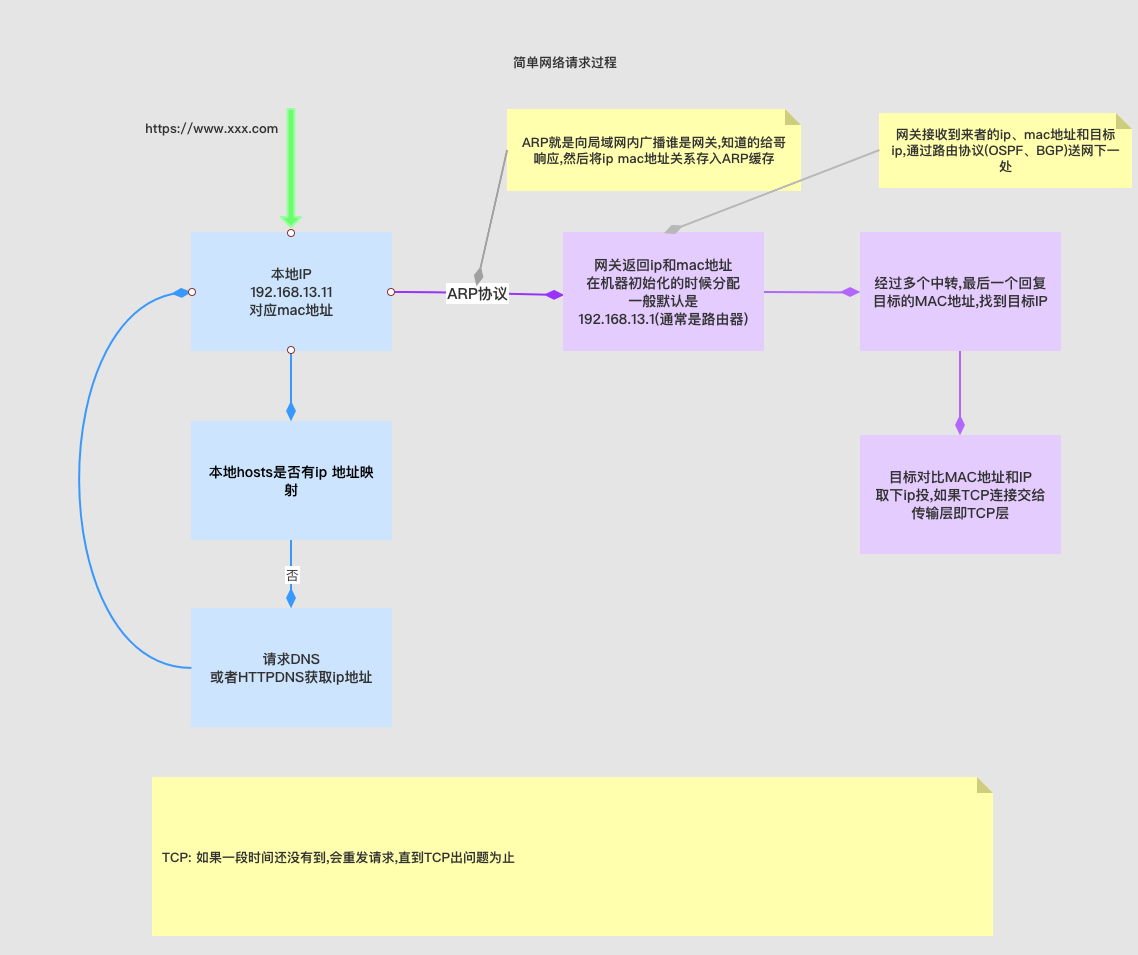 简单网络请求过程
https://www.xxx.com
ARP就是向局域网内广播谁是网关,知道的给哥
响应,然后将ip mac地址关系存入ARP缓存
网关接收到来者的ip、mac地址和目标
ip,通过路由协议(OSPF、BGP)送网下一
处
本地IP
192.168.13.11
对应mac地址
ARP协议
网关返回ip和mac地址
在机器初始化的时候分配
一般默认是
192.168.13.1(通常是路由器)
经过多个中转,最后一个回复
目标的MAC地址,找到目标IP
本地hosts是否有ip 地址映
射
目标对比MAC地址和IP
取下ip投,如果TCP连接交给
传输层即TCP层
否
请求DNS
或者HTTPDNS获取ip地址
TCP: 如果一段时间还没有到,会重发请求,直到TCP出问题为止